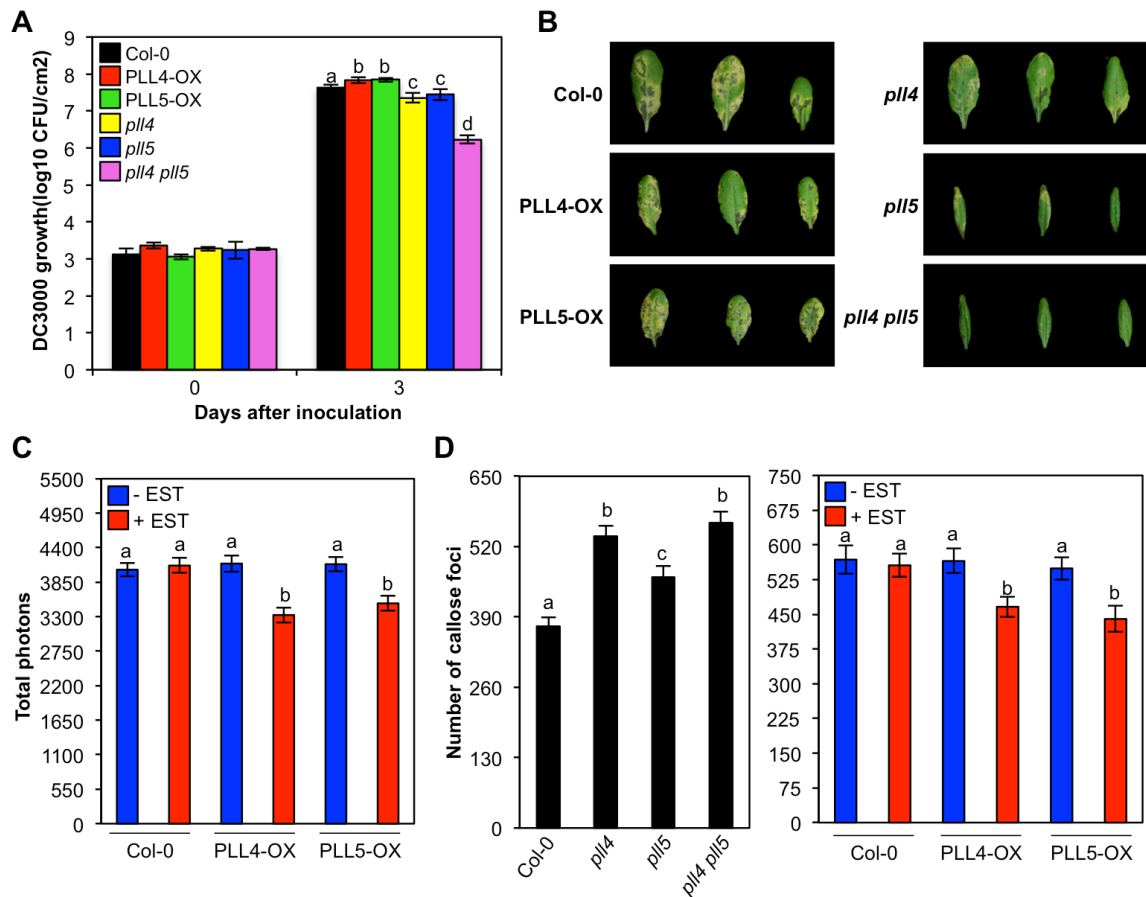 A
DC3000 growth(log10 CFU/cm2)
9
8
7
6
5
4
3
2
1
0
Col-0
PLL4-OX
PLL5-OX
pll4
pll5
pll4 pll5
a b b c c d
0 3
Days after inoculation
B
Col-0
PLL4-OX
PLL5-OX
pll4
pll5
pll4 pll5
C
Total photons
5500
4950
4400
3850
3300
2750
2200
1650
1100
550
0
- EST
+ EST
a a a b a b
Col-0 PLL4-OX PLL5-OX
D
Number of callose foci
650
520
390
260
130
0
a b c b
Col-0 pll4 pll5 pll4 pll5
750
675
600
525
450
375
300
225
150
75
0
- EST
+ EST
a a a b a b
Col-0 PLL4-OX PLL5-OX